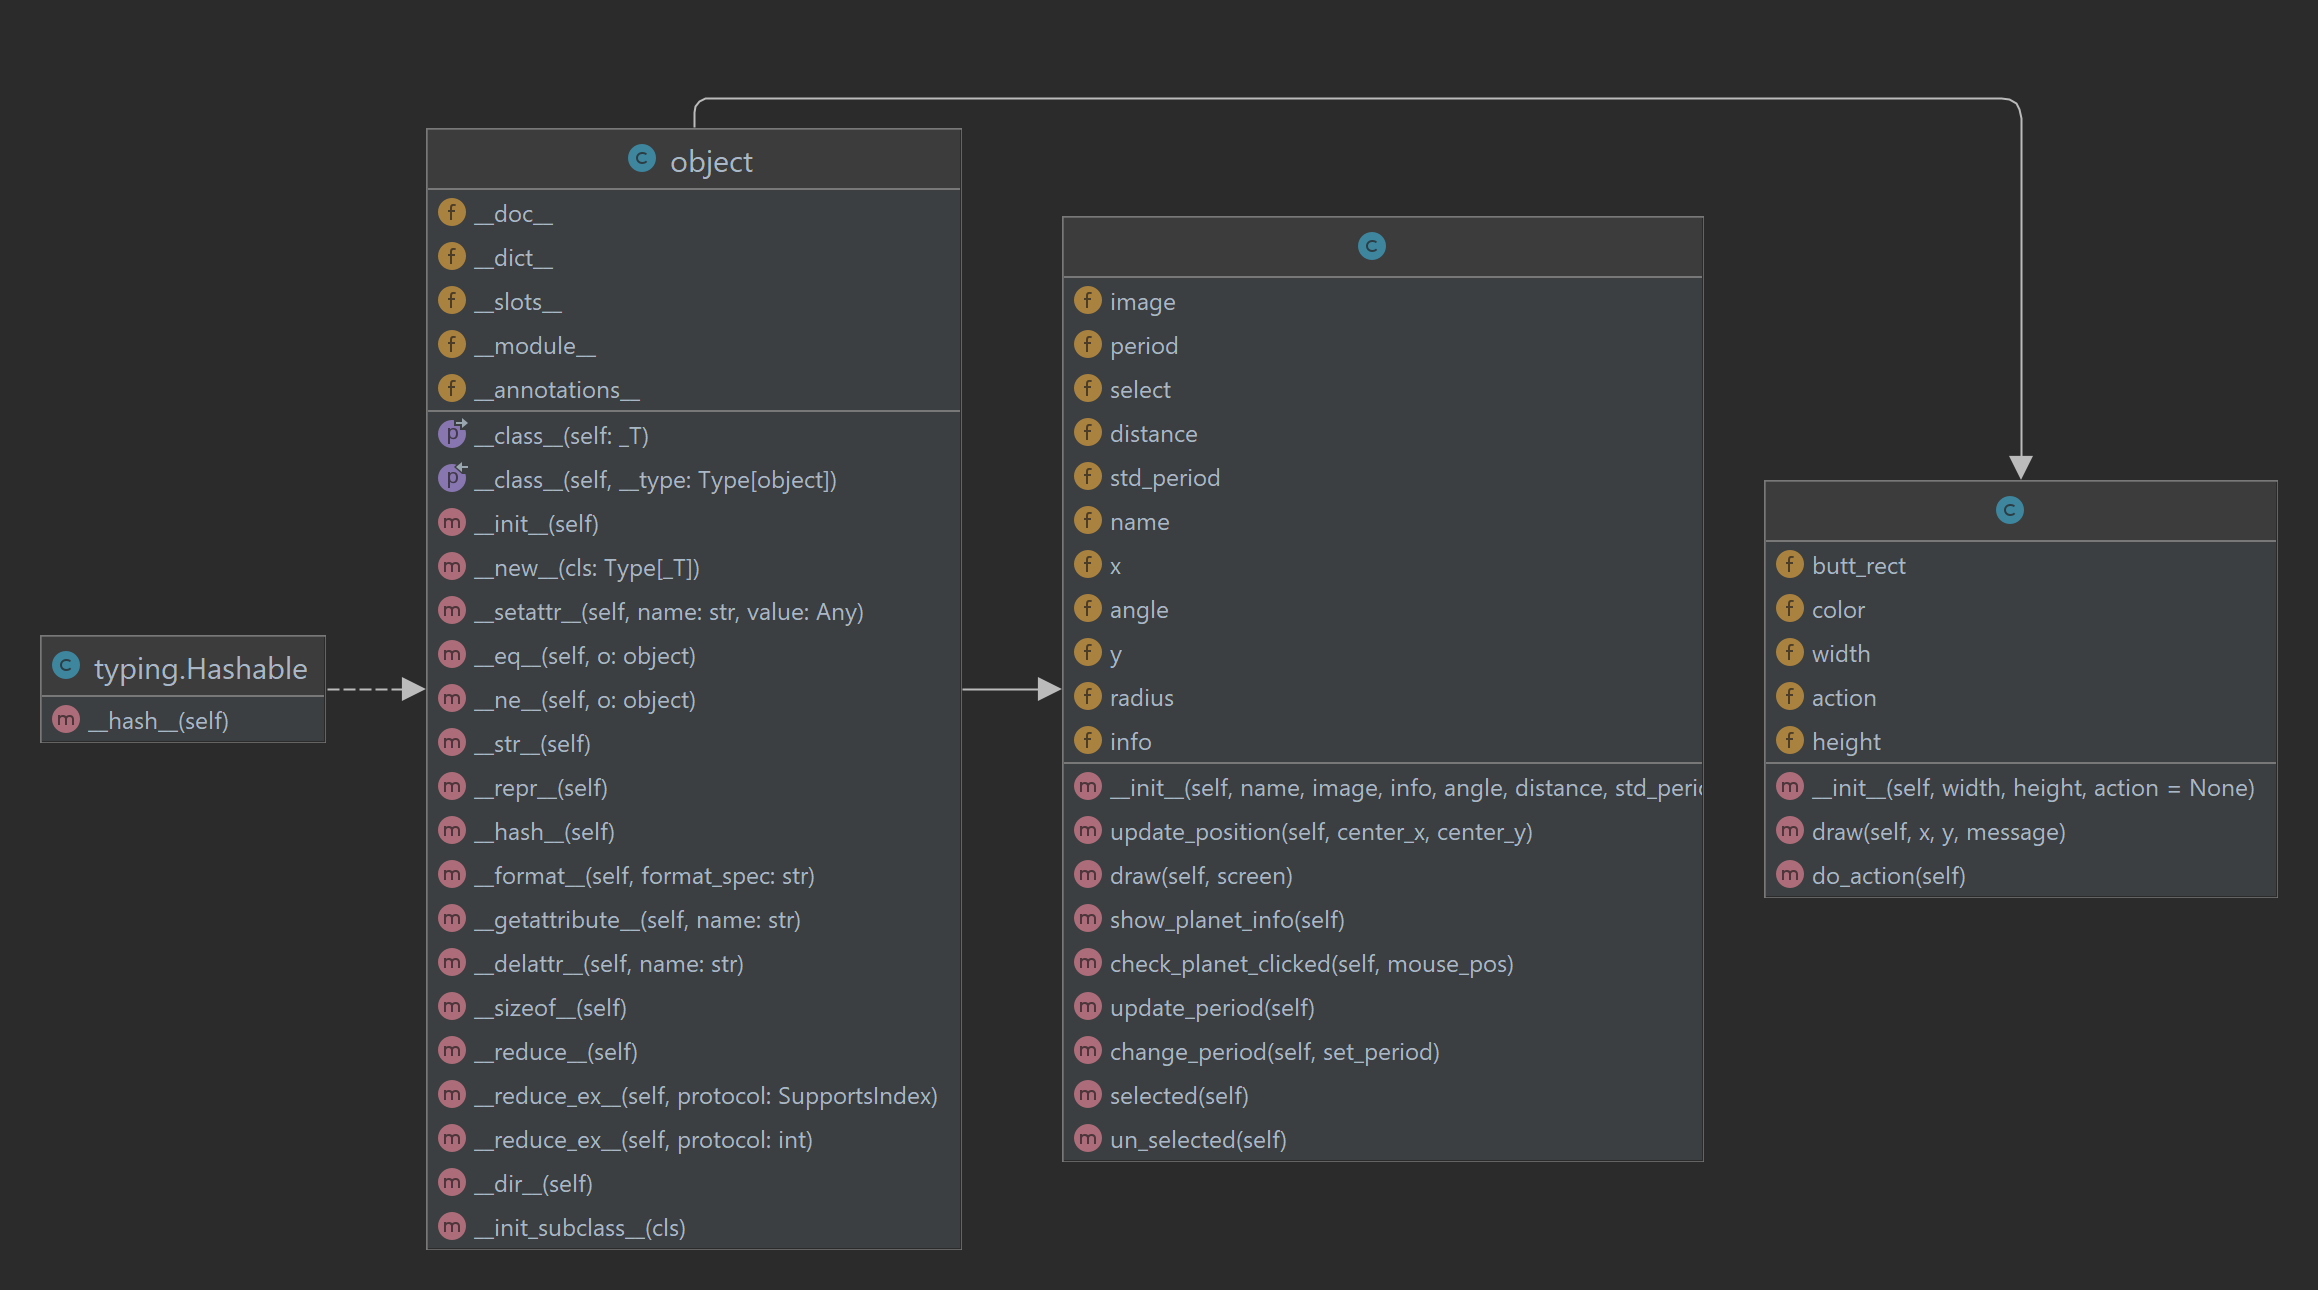 typing.Hashable
__hash__(self)
object
__doc__
__dict__
__slots__
__module__
__annotations__
__class__(self: _T)
__class__(self, __type: Type[object])
__init__(self)
__new__(cls: Type[_T])
__setattr__(self, name: str, value: Any)
__eq__(self, o: object)
__ne__(self, o: object)
__str__(self)
__repr__(self)
__hash__(self)
__format__(self, format_spec: str)
__getattribute__(self, name: str)
__delattr__(self, name: str)
__sizeof__(self)
__reduce__(self)
__reduce_ex__(self, protocol: SupportsIndex)
__reduce_ex__(self, protocol: int)
__dir__(self)
__init_subclass__(cls)
image
period
select
distance
std_period
name
x
angle
y
radius
info
__init__(self, name, image, info, angle, distance, std_peri
update_position(self, center_x, center_y)
draw(self, screen)
show_planet_info(self)
check_planet_clicked(self, mouse_pos)
update_period(self)
change_period(self, set_period)
selected(self)
un_selected(self)
butt_rect
color
width
action
height
__init__(self, width, height, action = None)
draw(self, x, y, message)
do_action(self)